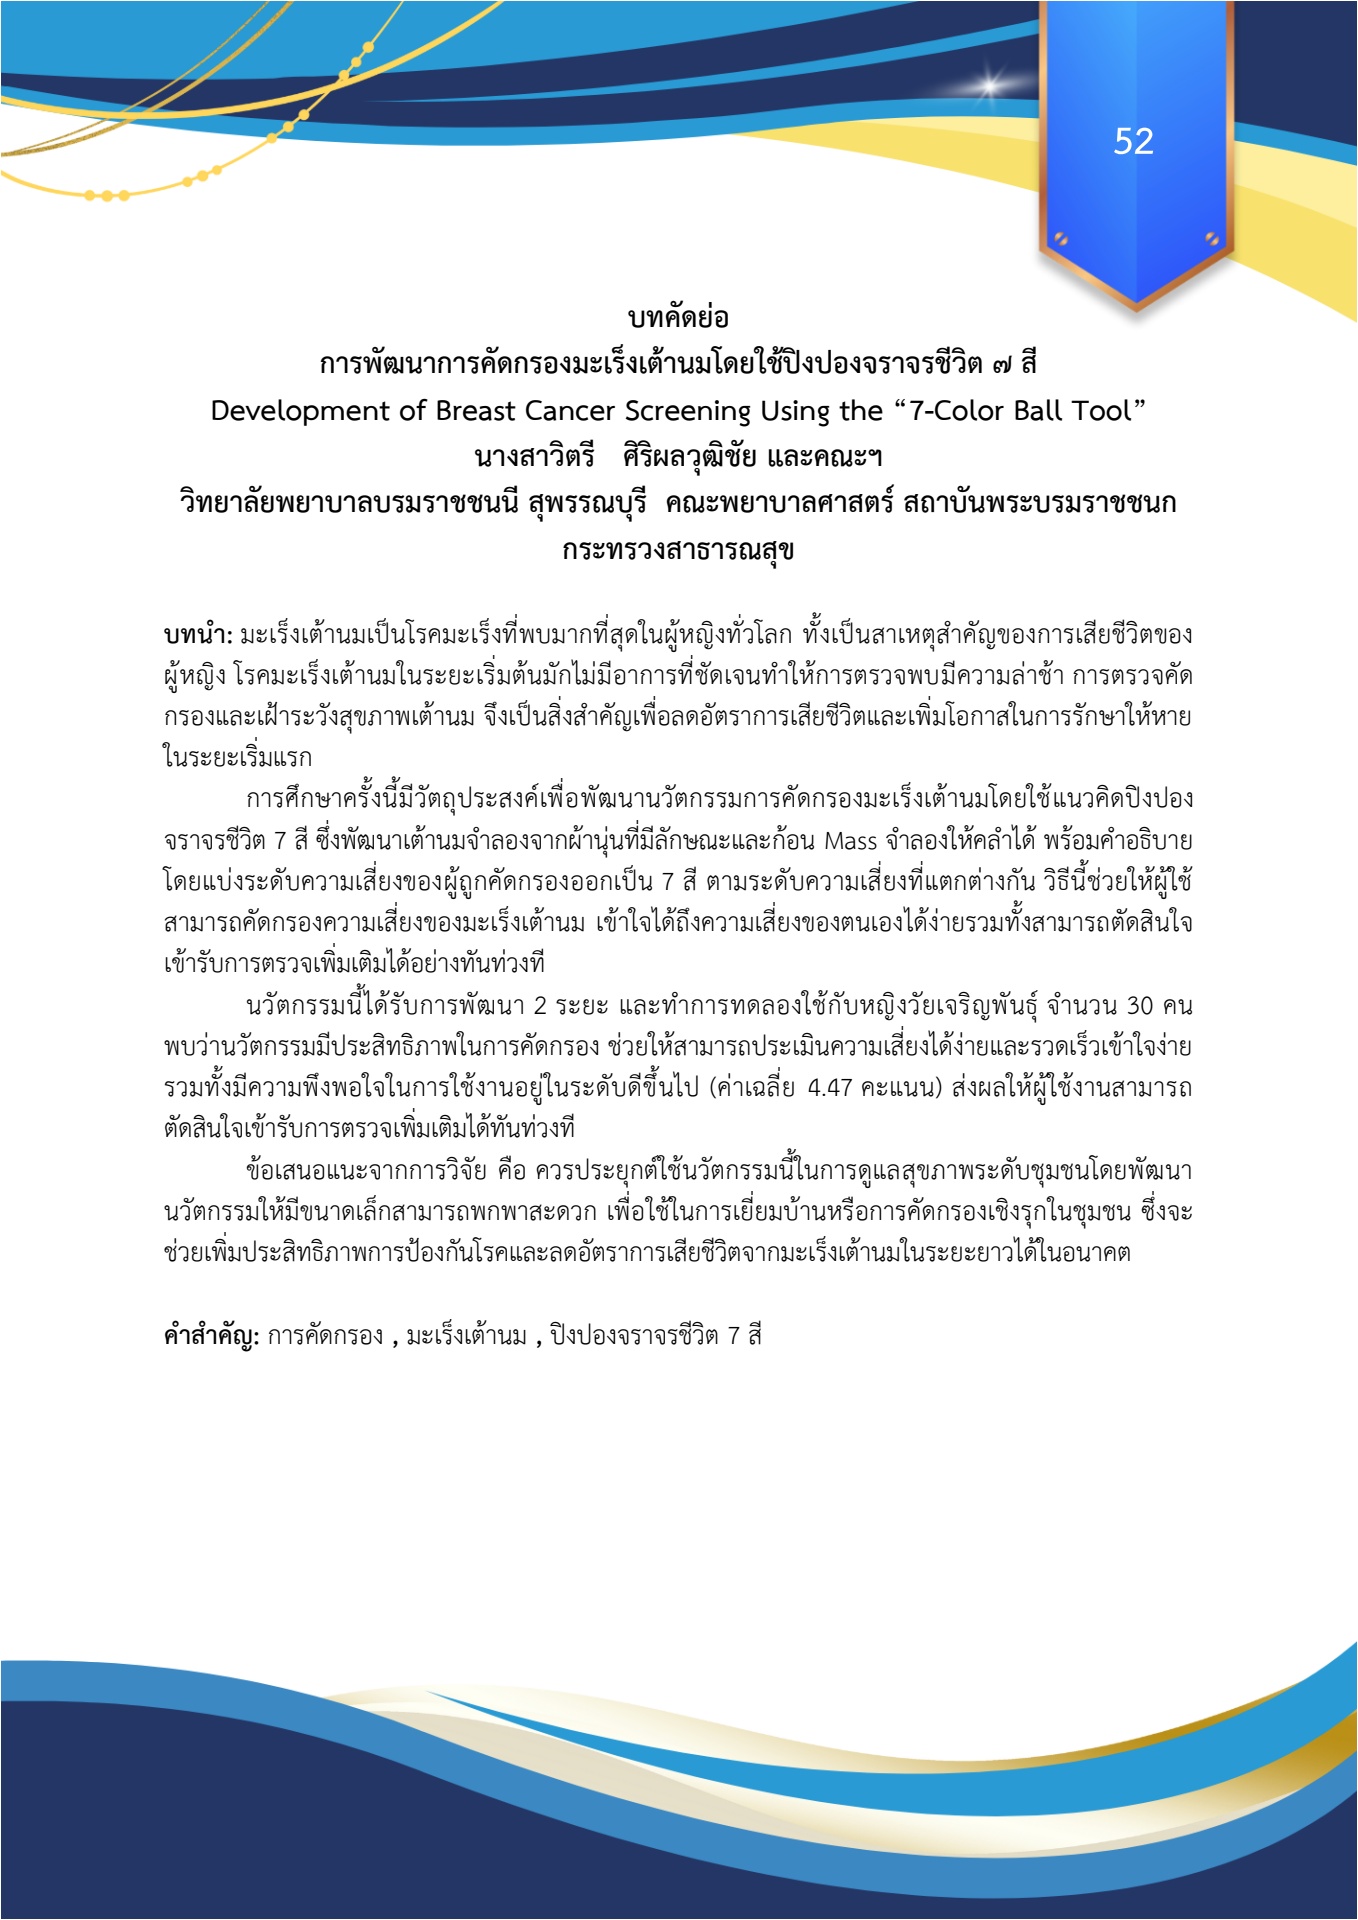 52
บทคัดย่อ
การพัฒนาการคัดกรองมะเร็งเต้านมโดยใช้ปิงปองจราจรชีวิต ๗ สี
Development of Breast Cancer Screening Using the “7-Color Ball Tool”
นางสาวิตรี ศิริผลวุฒิชัย และคณะฯ
วิทยาลัยพยาบาลบรมราชชนนี สุพรรณบุรี คณะพยาบาลศาสตร์ สถาบันพระบรมราชชนก
กระทรวงสาธารณสุข
บทนำ: มะเร็งเต้านมเป็นโรคมะเร็งที่พบมากที่สุดในผู้หญิงทั่วโลก ทั้งเป็นสาเหตุสำคัญของการเสียชีวิตของ
ผู้หญิง โรคมะเร็งเต้านมในระยะเริ่มต้นมักไม่มีอาการที่ชัดเจนทำให้การตรวจพบมีความล่าช้า การตรวจคัด
กรองและเฝ้าระวังสุขภาพเต้านม จึงเป็นสิ่งสำคัญเพื่อลดอัตราการเสียชีวิตและเพิ่มโอกาสในการรักษาให้หาย
ในระยะเริ่มแรก
การศึกษาครั้งนี้มีวัตถุประสงค์เพื่อพัฒนานวัตกรรมการคัดกรองมะเร็งเต้านมโดยใช้แนวคิดปิงปอง
จราจรชีวิต 7 สี ซึ่งพัฒนาเต้านมจำลองจากผ้านุ่นที่มีลักษณะและก้อน Mass จำลองให้คลำได้ พร้อมคำอธิบาย
โดยแบ่งระดับความเสี่ยงของผู้ถูกคัดกรองออกเป็น 7 สี ตามระดับความเสี่ยงที่แตกต่างกัน วิธีนี้ช่วยให้ผู้ใช้
สามารถคัดกรองความเสี่ยงของมะเร็งเต้านม เข้าใจได้ถึงความเสี่ยงของตนเองได้ง่ายรวมทั้งสามารถตัดสินใจ
เข้ารับการตรวจเพิ่มเติมได้อย่างทันท่วงที
นวัตกรรมนี้ได้รับการพัฒนา 2 ระยะ และทำการทดลองใช้กับหญิงวัยเจริญพันธุ์ จำนวน 30 คน
พบว่านวัตกรรมมีประสิทธิภาพในการคัดกรอง ช่วยให้สามารถประเมินความเสี่ยงได้ง่ายและรวดเร็วเข้าใจง่าย
รวมทั้งมีความพึงพอใจในการใช้งานอยู่ในระดับดีขึ้นไป (ค่าเฉลี่ย 4.47 คะแนน) ส่งผลให้ผู้ใช้งานสามารถ
ตัดสินใจเข้ารับการตรวจเพิ่มเติมได้ทันท่วงที
ข้อเสนอแนะจากการวิจัย คือ ควรประยุกต์ใช้นวัตกรรมนี้ในการดูแลสุขภาพระดับชุมชนโดยพัฒนา
นวัตกรรมให้มีขนาดเล็กสามารถพกพาสะดวก เพื่อใช้ในการเยี่ยมบ้านหรือการคัดกรองเชิงรุกในชุมชน ซึ่งจะ
ช่วยเพิ่มประสิทธิภาพการป้องกันโรคและลดอัตราการเสียชีวิตจากมะเร็งเต้านมในระยะยาวได้ในอนาคต
คำสำคัญ: การคัดกรอง , มะเร็งเต้านม , ปิงปองจราจรชีวิต 7 สี